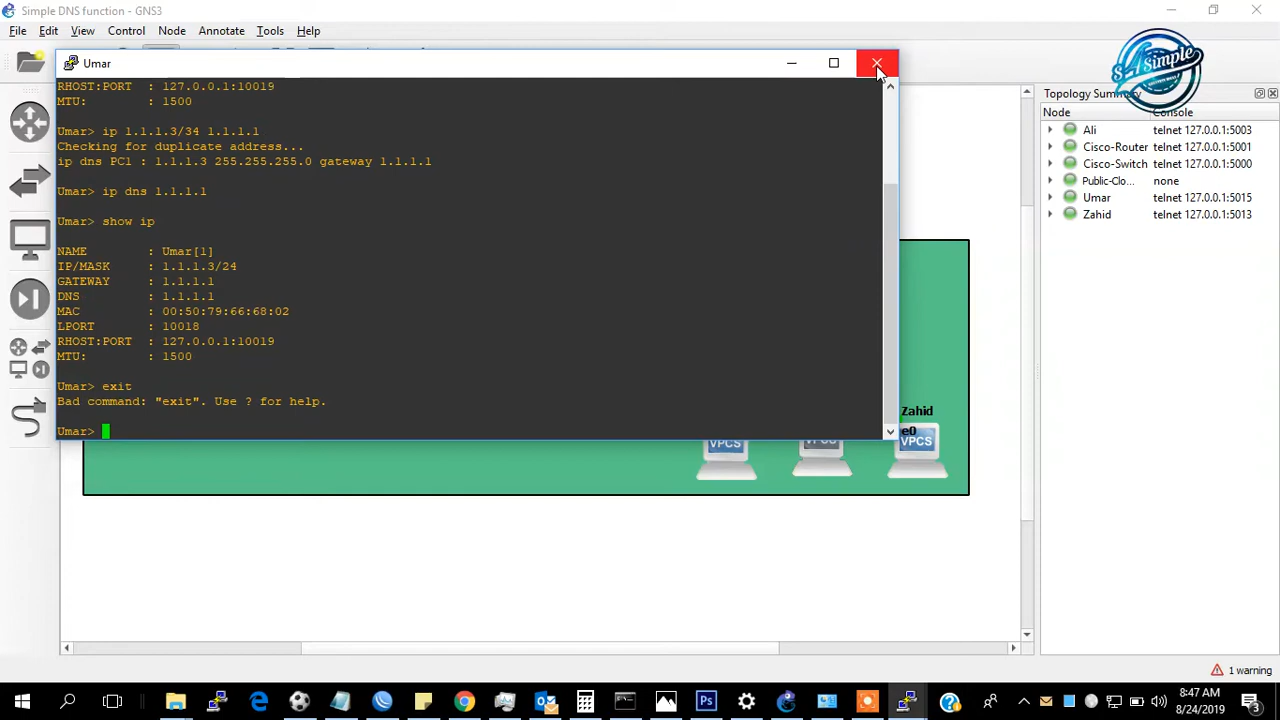 Simple DNS function - GNS3
File Edit View Control Node Annotate Tools Help
SA Simple
Umar
RHOST:PORT : 127.0.0.1:10019
MTU: : 1500
Umar> ip 1.1.1.3/34 1.1.1.1
Checking for duplicate address...
ip dns PC1 : 1.1.1.3 255.255.255.0 gateway 1.1.1.1
Umar> ip dns 1.1.1.1
Umar> show ip
NAME : Umar[1]
IP/MASK : 1.1.1.3/24
GATEWAY : 1.1.1.1
DNS : 1.1.1.1
MAC : 00:50:79:66:68:02
LPORT : 10018
RHOST:PORT : 127.0.0.1:10019
MTU: : 1500
Umar> exit
Bad command: "exit". Use ? for help.
Umar>
Zahid
e0
VPCS VPCS VPCS
Topology Summary
Node Console
Ali telnet 127.0.0.1:5003
Cisco-Router telnet 127.0.0.1:5001
Cisco-Switch telnet 127.0.0.1:5000
Public-Clo... none
Umar telnet 127.0.0.1:5015
Zahid telnet 127.0.0.1:5013
1 warning
8:47 AM
8/24/2019
3